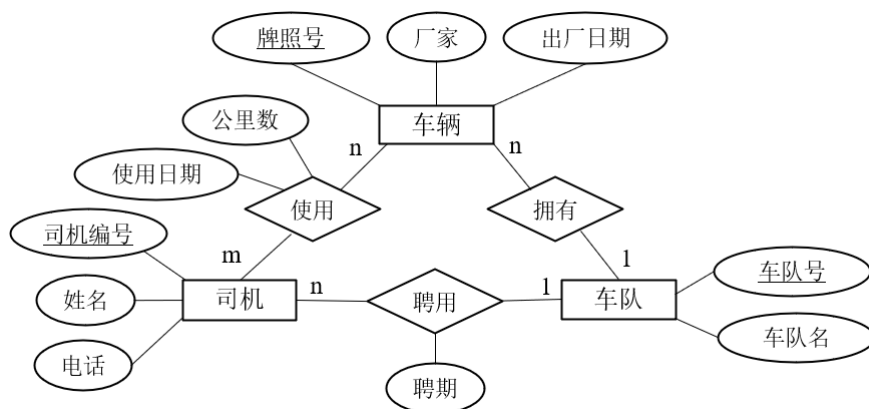 牌照号
厂家
出厂日期
公里数
车辆
n
n
使用日期
使用
拥有
司机编号
m
1
车队号
姓名
司机
n
聘用
1
车队
电话
车队名
聘期